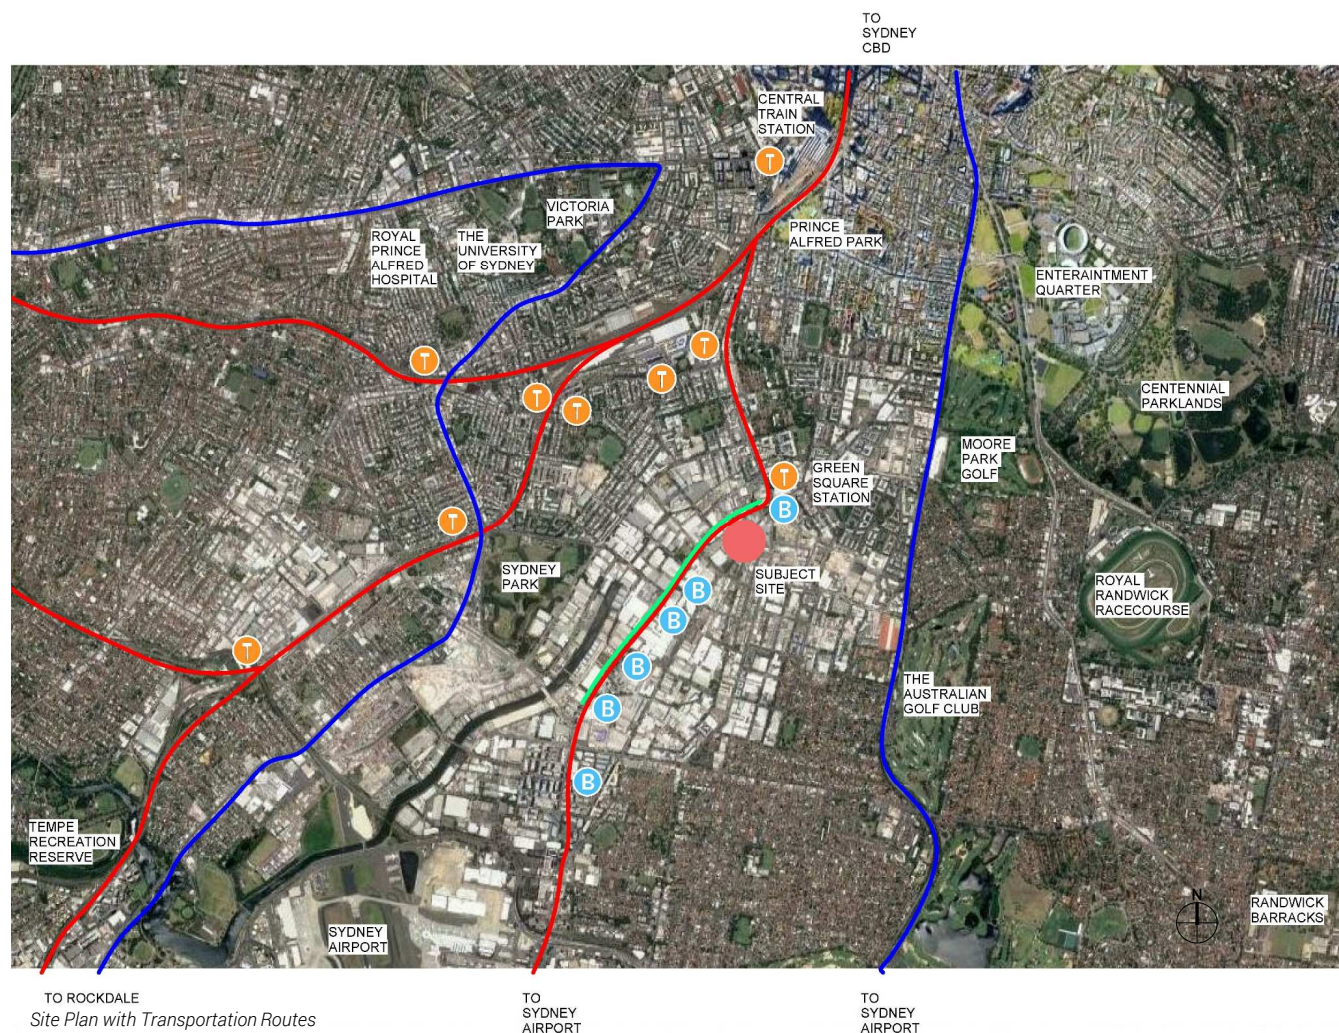 TO
SYDNEY
CBD
CENTRAL
TRAIN
STATION
T
VICTORIA
PARK
ROYAL
PRINCE
ALFRED
HOSPITAL
THE
UNIVERSITY
OF SYDNEY
PRINCE
ALFRED PARK
ENTERAINTMENT
QUARTER
T
T
T
T
T
CENTENNIAL
PARKLANDS
MOORE
PARK
GOLF
T
GREEN
SQUARE
STATION
B
T
SYDNEY
PARK
SUBJECT
SITE
ROYAL
RANDWICK
RACECOURSE
B
B
T
B
B
THE
AUSTRALIAN
GOLF CLUB
B
TEMPE
RECREATION
RESERVE
N
RANDWICK
BARRACKS
SYDNEY
AIRPORT
TO ROCKDALE
TO
SYDNEY
AIRPORT
TO
SYDNEY
AIRPORT
Site Plan with Transportation Routes